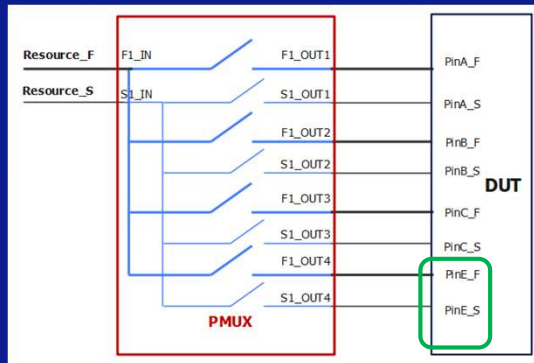 Resource_F F1_IN F1_OUT1 PinA_F
Resource_S S1_IN S1_OUT1 PinA_S
F1_OUT2 PinB_F
S1_OUT2 PinB_S
DUT
F1_OUT3 PinC_F
S1_OUT3 PinC_S
F1_OUT4 PinE_F
S1_OUT4 PinE_S
PMUX